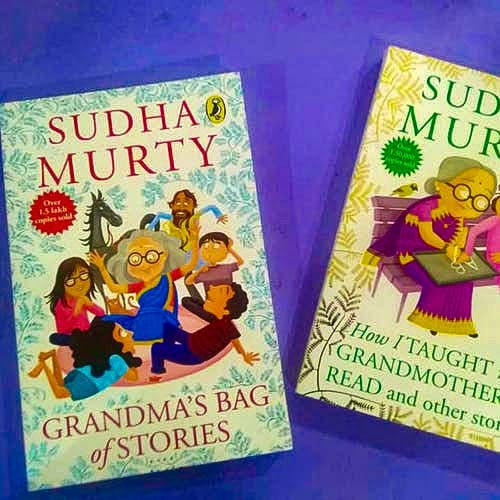 SUDHA
MURTY
Over
1.5 lakh
copies sold
GRANDMA'S BAG
of STORIES
SUD
MUR
How I TAUGHT
GRANDMOTHER
READ and other stor